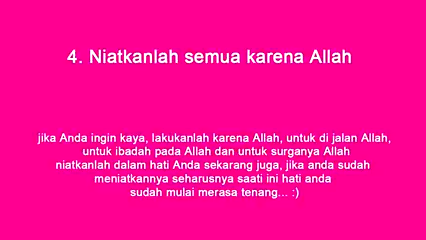 4. Niatkanlah semua karena Allah
jika Anda ingin kaya, lakukanlah karena Allah, untuk di jalan Allah,
untuk ibadah pada Allah dan untuk surganya Allah
niatkanlah dalam hati Anda sekarang juga, jika anda sudah
meniatkannya seharusnya saati ini hati anda
sudah mulai merasa tenang... :)